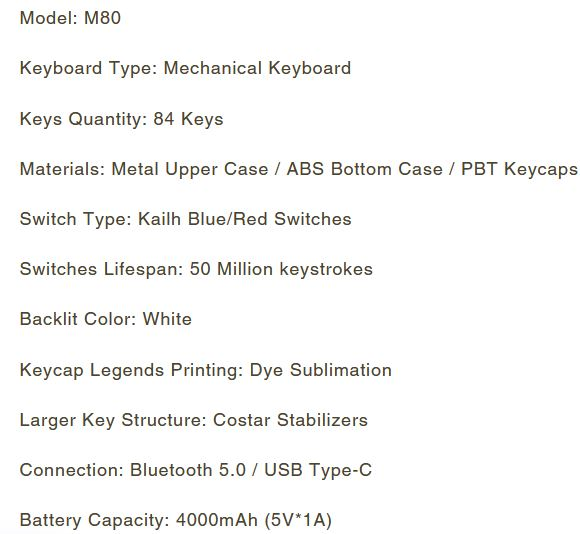 Model: M80
Keyboard Type: Mechanical Keyboard
Keys Quantity: 84 Keys
Materials: Metal Upper Case / ABS Bottom Case / PBT Keycaps
Switch Type: Kailh Blue/Red Switches
Switches Lifespan: 50 Million keystrokes
Backlit Color: White
Keycap Legends Printing: Dye Sublimation
Larger Key Structure: Costar Stabilizers
Connection: Bluetooth 5.0 / USB Type-C
Battery Capacity: 4000mAh (5V*1A)